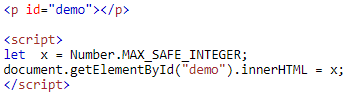 <p id="demo"></p>
<script>
let  x = Number.MAX_SAFE_INTEGER;
document.getElementById("demo").innerHTML = x;
</script>